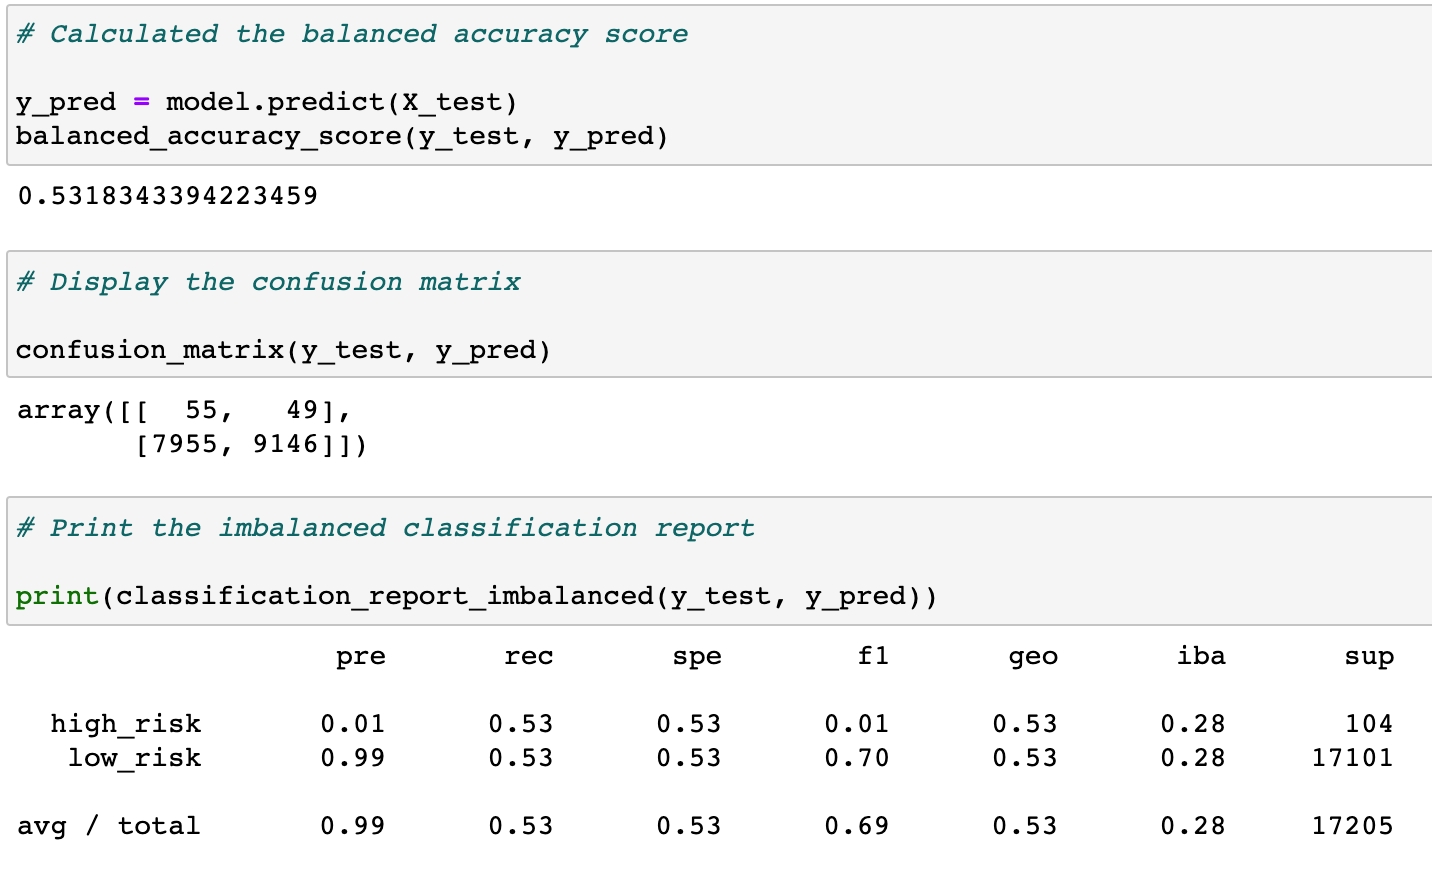 # Calculated the balanced accuracy score
y_pred = model.predict(X_test)
balanced_accuracy_score(y_test, y_pred)
0.5318343394223459
# Display the confusion matrix
confusion_matrix(y_test, y_pred)
array([[  55,   49],
       [7955, 9146]])
# Print the imbalanced classification report
print(classification_report_imbalanced(y_test, y_pred))
                   pre       rec       spe        f1       geo       iba       sup
  high_risk       0.01      0.53      0.53      0.01      0.53      0.28       104
   low_risk       0.99      0.53      0.53      0.70      0.53      0.28     17101
avg / total       0.99      0.53      0.53      0.69      0.53      0.28     17205